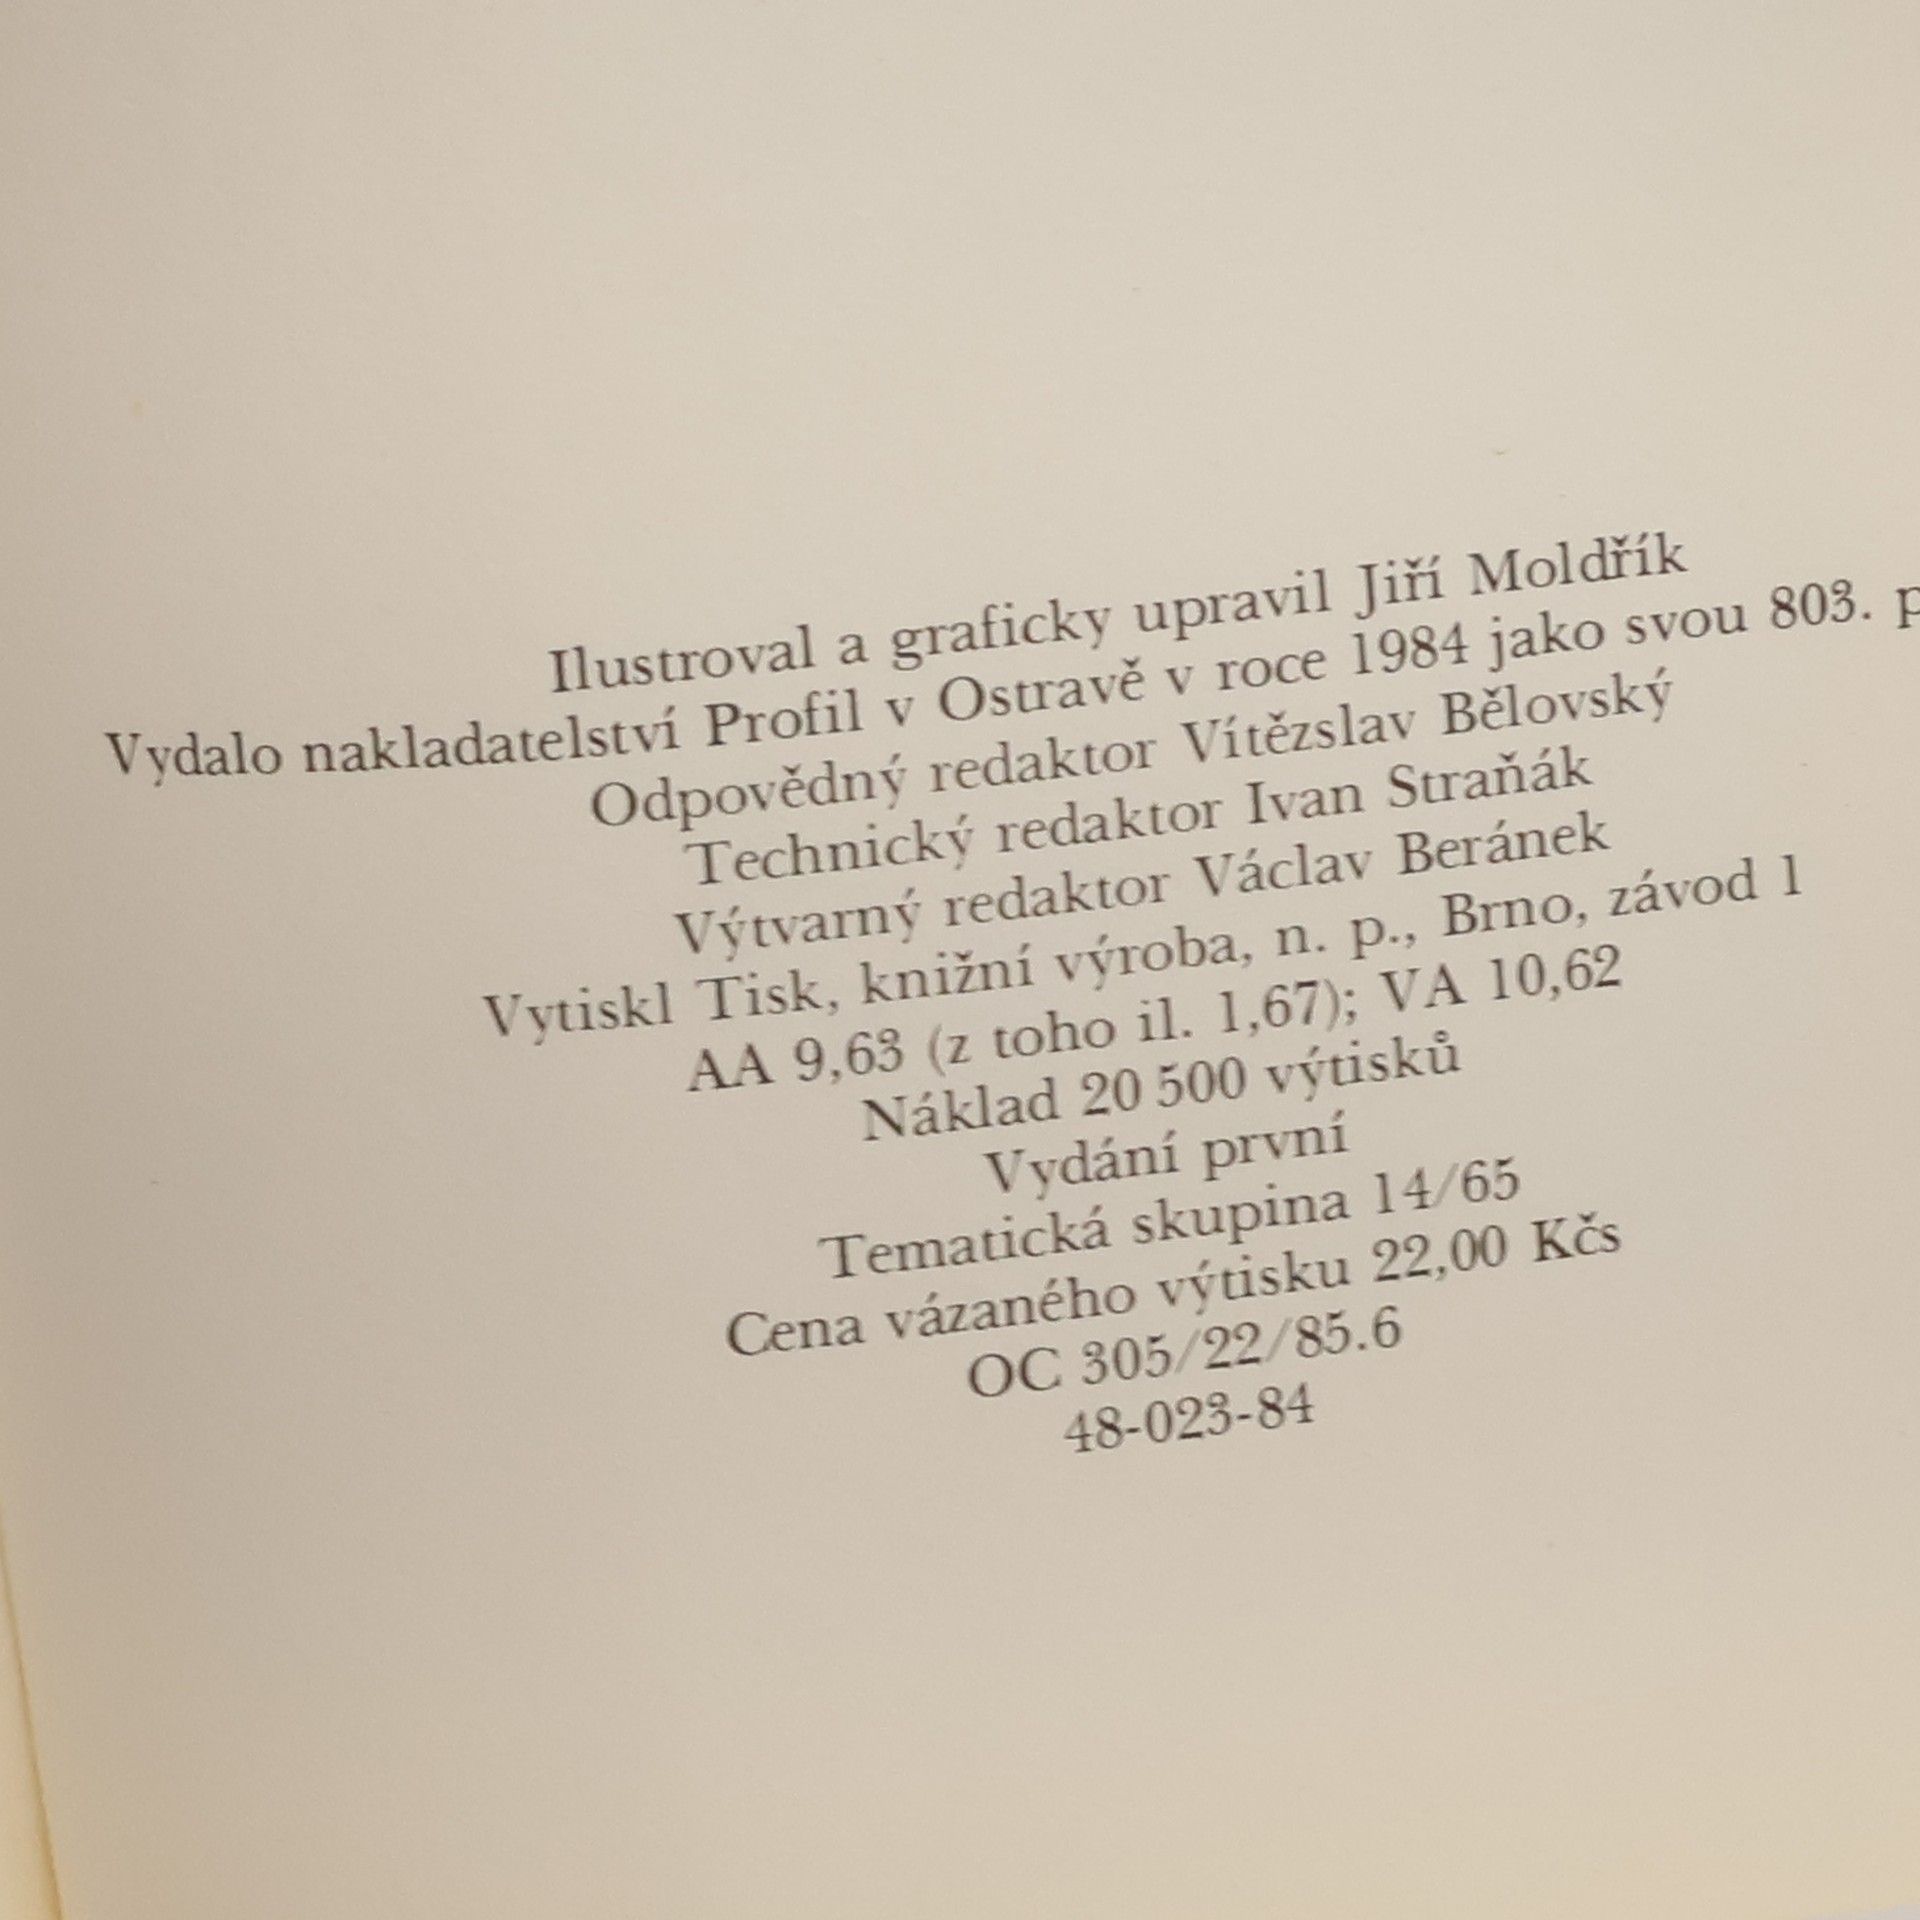 Ilustroval a graficky upravil Jiří Moldřík
Vydalo nakladatelství Profil v Ostravě v roce 1984 jako svou 803. p
Odpovědný redaktor Vítězslav Bělovský
Technický redaktor Ivan Straňák
Výtvarný redaktor Václav Beránek
Vytiskl Tisk, knižní výroba, n. p., Brno, závod 1
AA 9,63 (z toho il. 1,67); VA 10,62
Náklad 20 500 výtisků
Vydání první
Tematická skupina 14/65
Cena vázaného výtisku 22,00 Kčs
OC 305/22/85.6
48-023-84